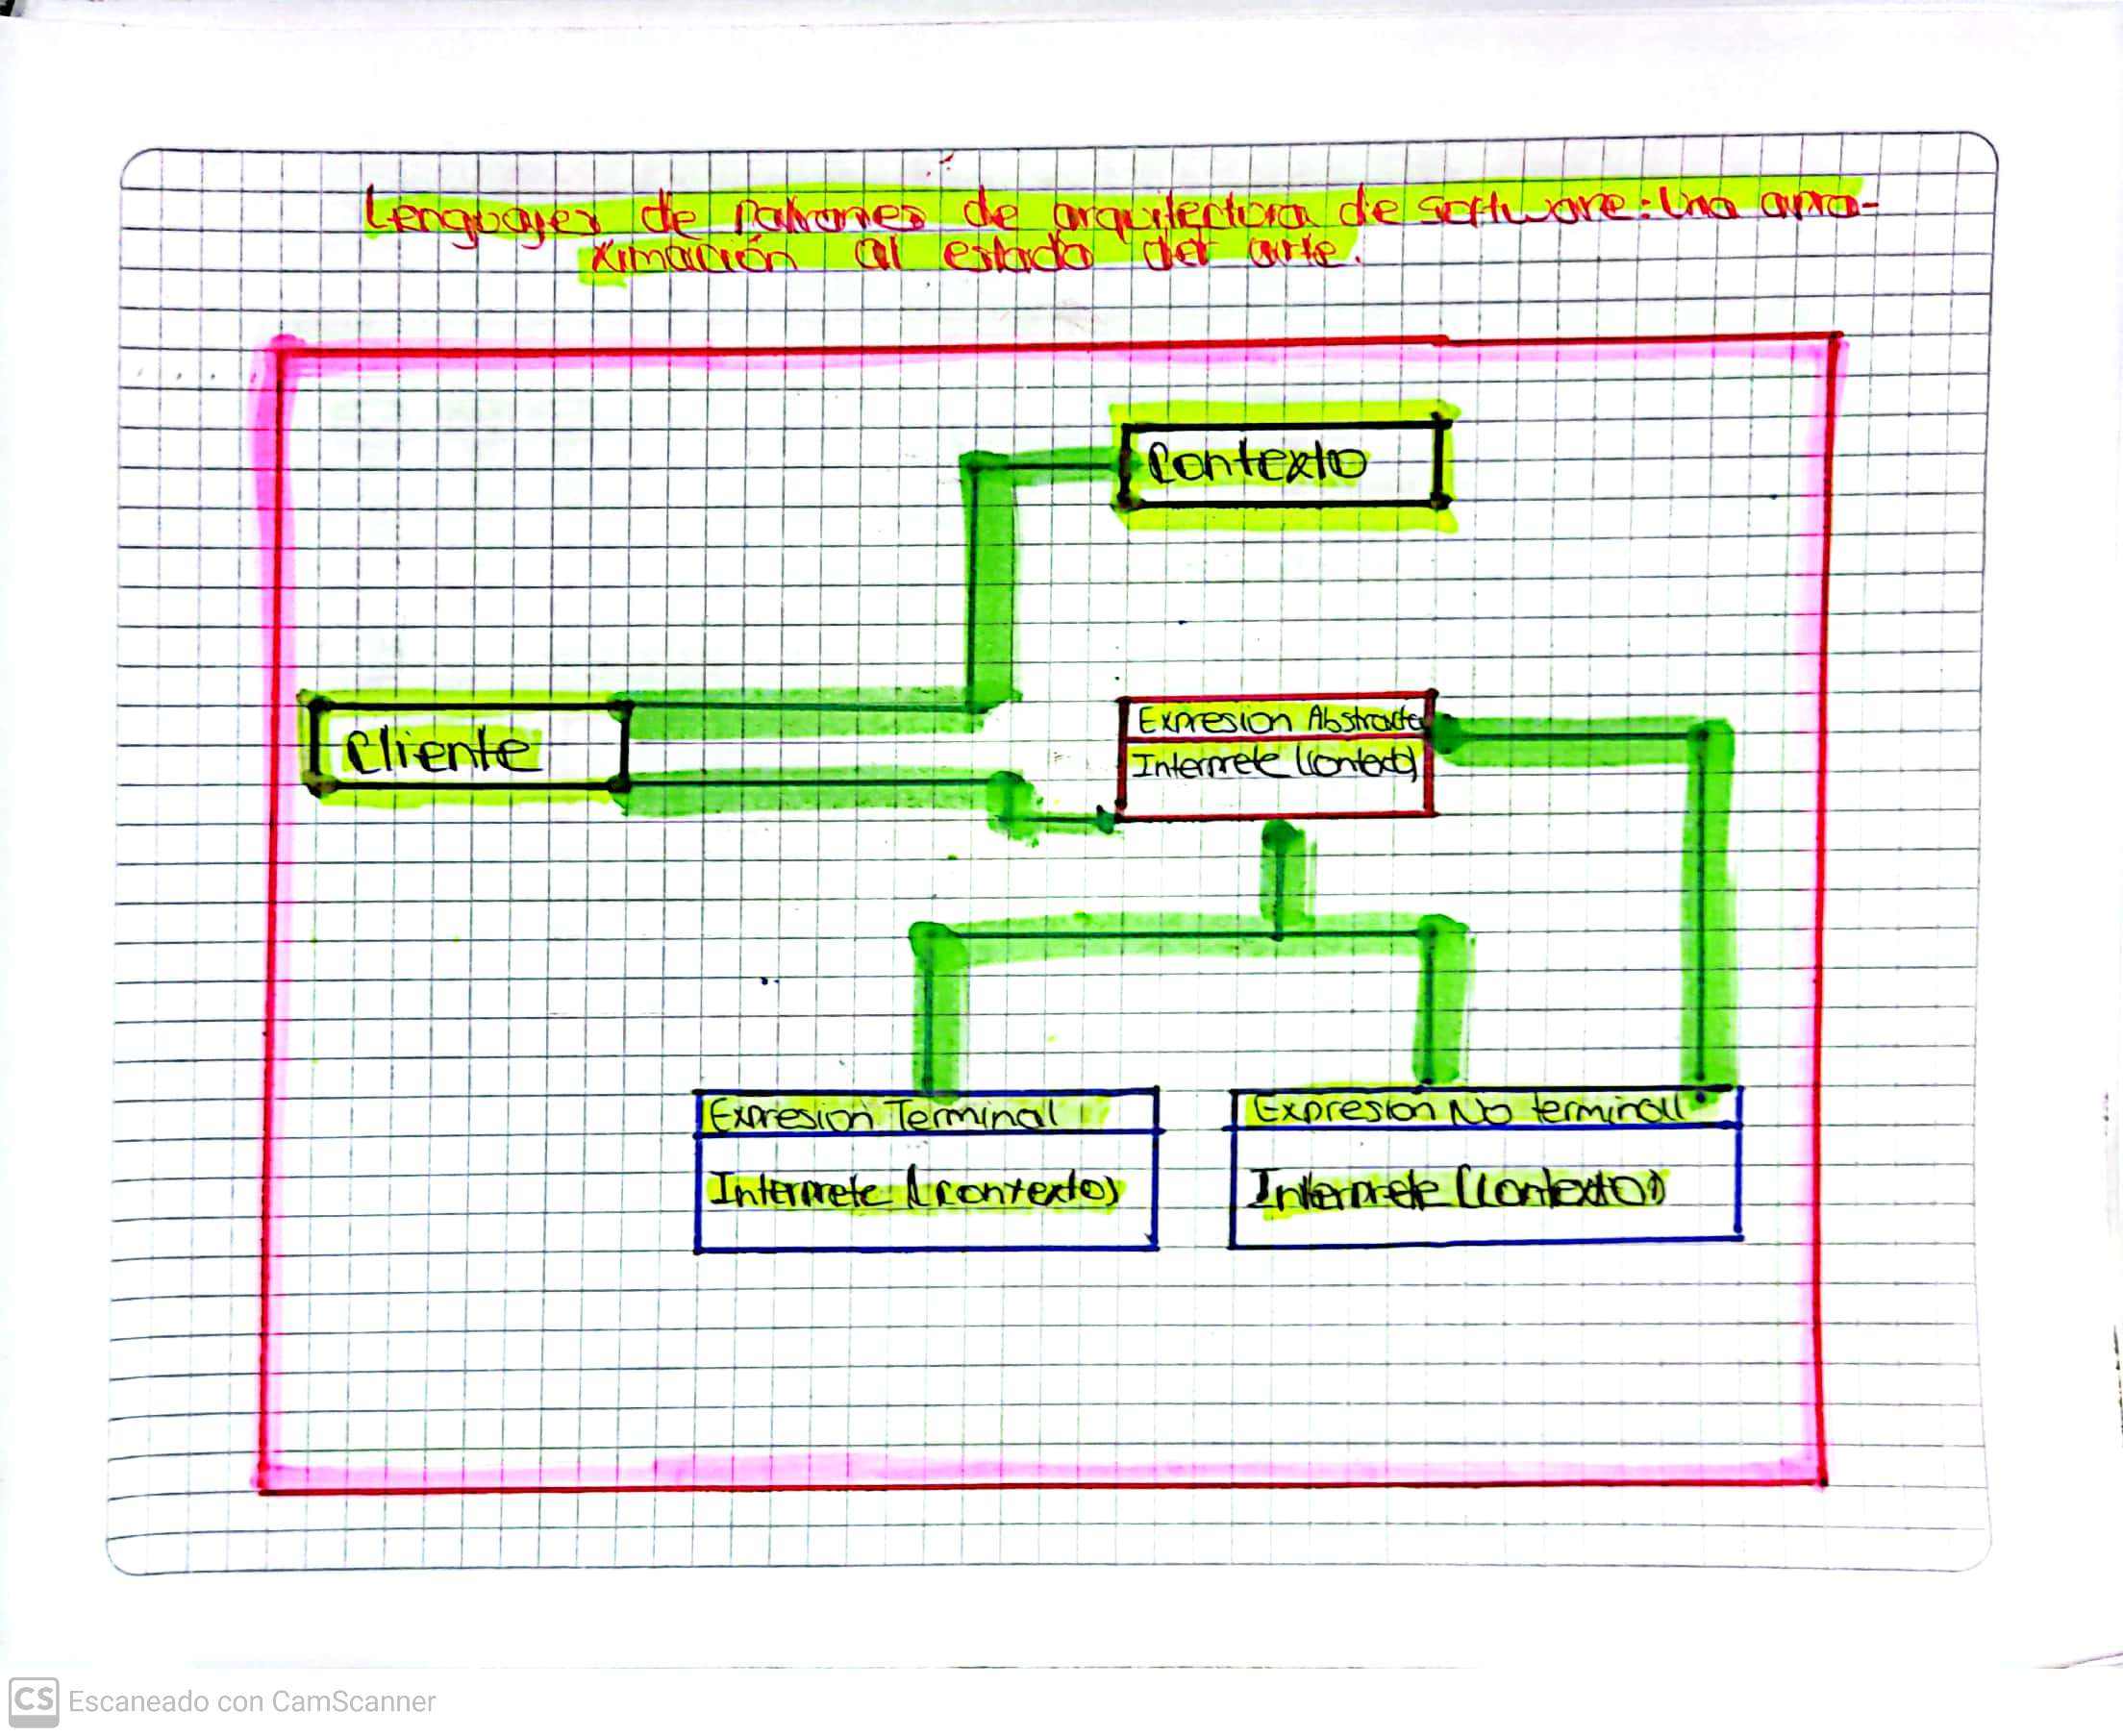 Lenguajes de Patrones de arquitectura de software: Una apro-
ximación al estado del arte.
Contexto
Cliente
Expresion Abstracta
Interprete (contexto)
Expresion Terminal
Interprete (contexto)
Expresion No terminal
Interprete (contexto)
CS Escaneado con CamScanner